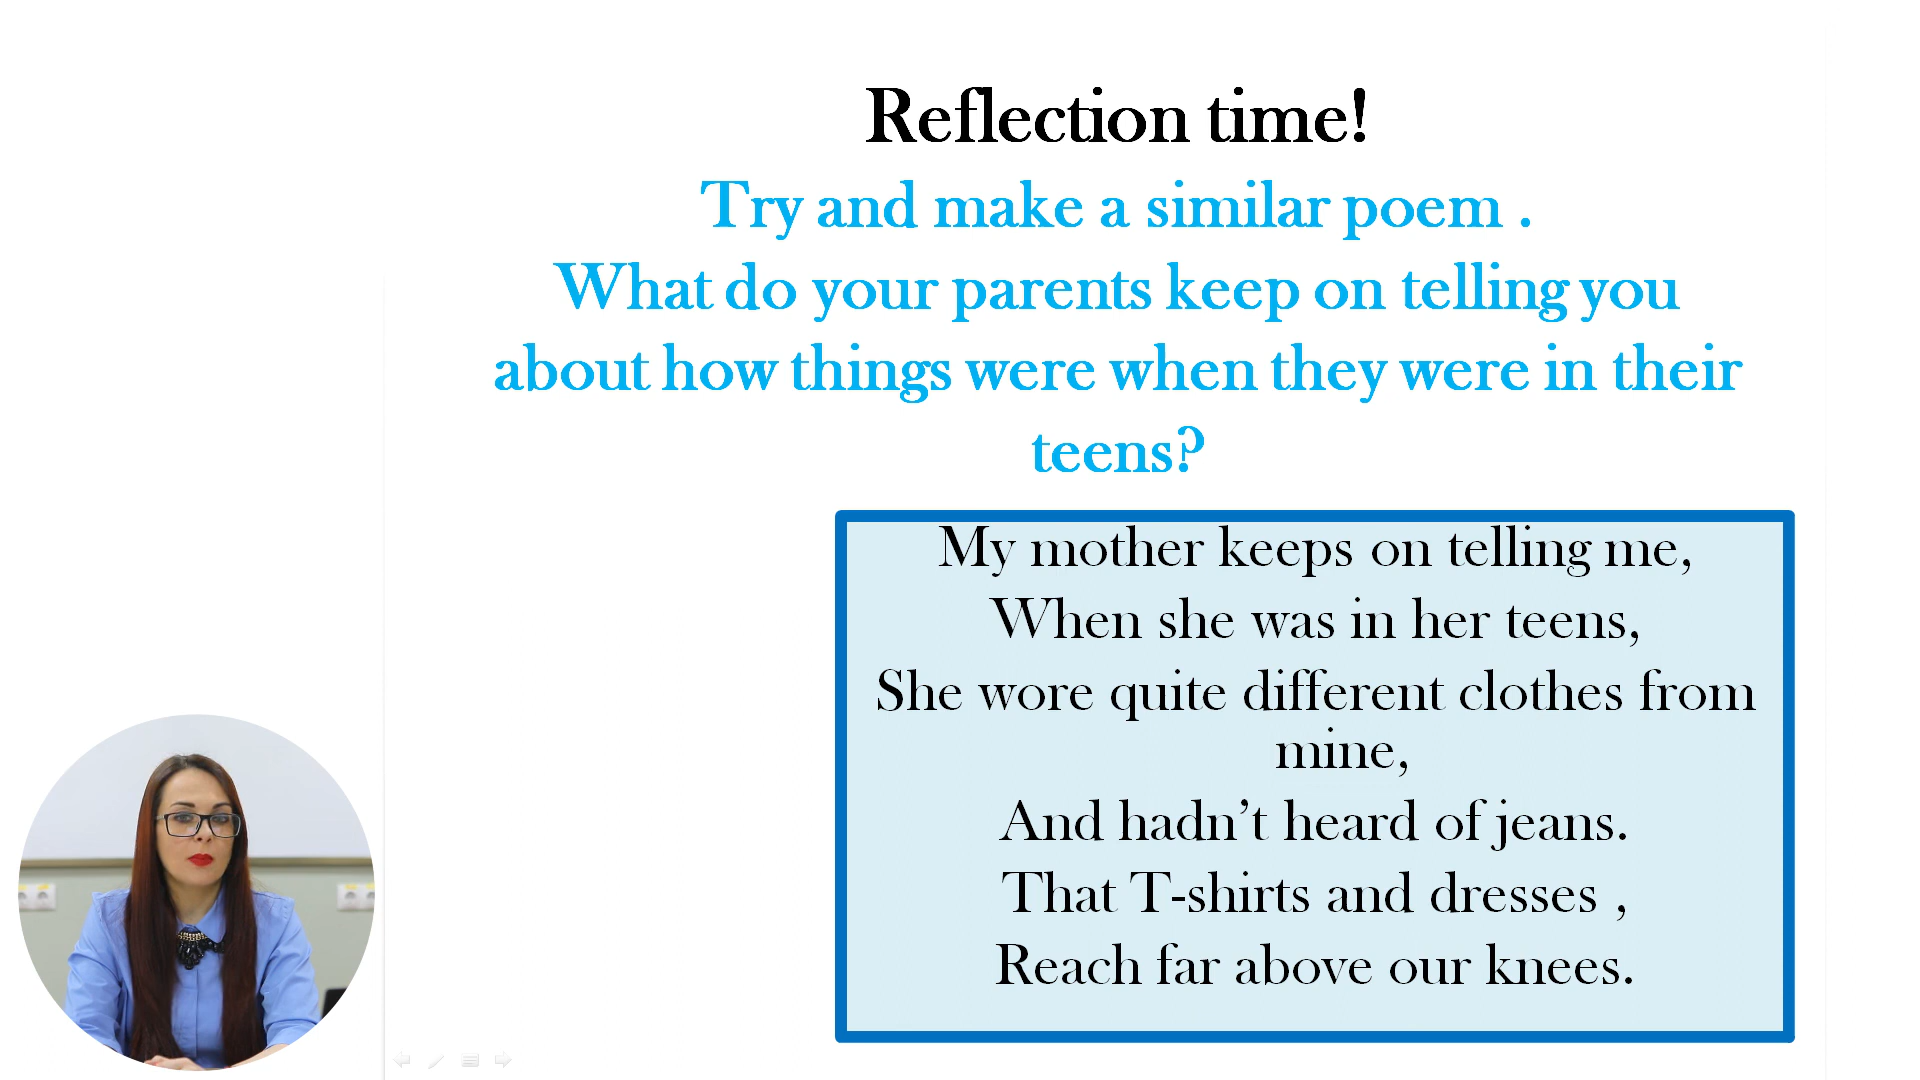 Reflection time!
Try and make a similar poem .
What do your parents keep on telling you
about how things were when they were in their
teens?
My mother keeps on telling me,
When she was in her teens,
She wore quite different clothes from
mine,
And hadn’t heard of jeans.
That T-shirts and dresses ,
Reach far above our knees.